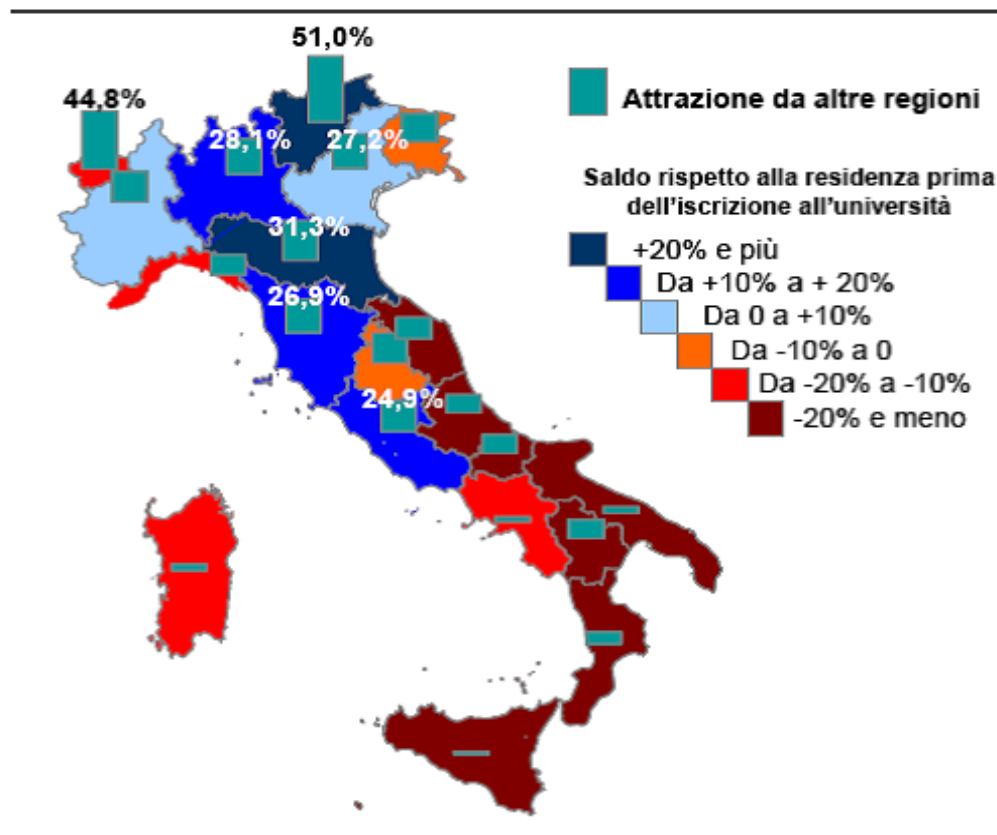 51,0%
44,8%
28,1%
27,2%
31,3%
26,9%
24,9%
Attrazione da altre regioni
Saldo rispetto alla residenza prima
dell'iscrizione all'università
+20% e più
Da +10% a + 20%
Da 0 a +10%
Da -10% a 0
Da -20% a -10%
-20% e meno